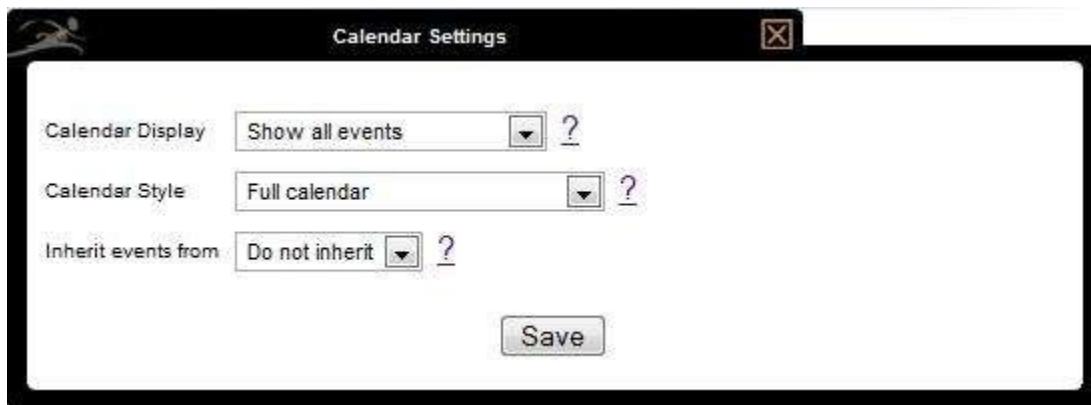 Calendar Settings
Calendar Display Show all events ?
Calendar Style Full calendar ?
Inherit events from Do not inherit ?
Save